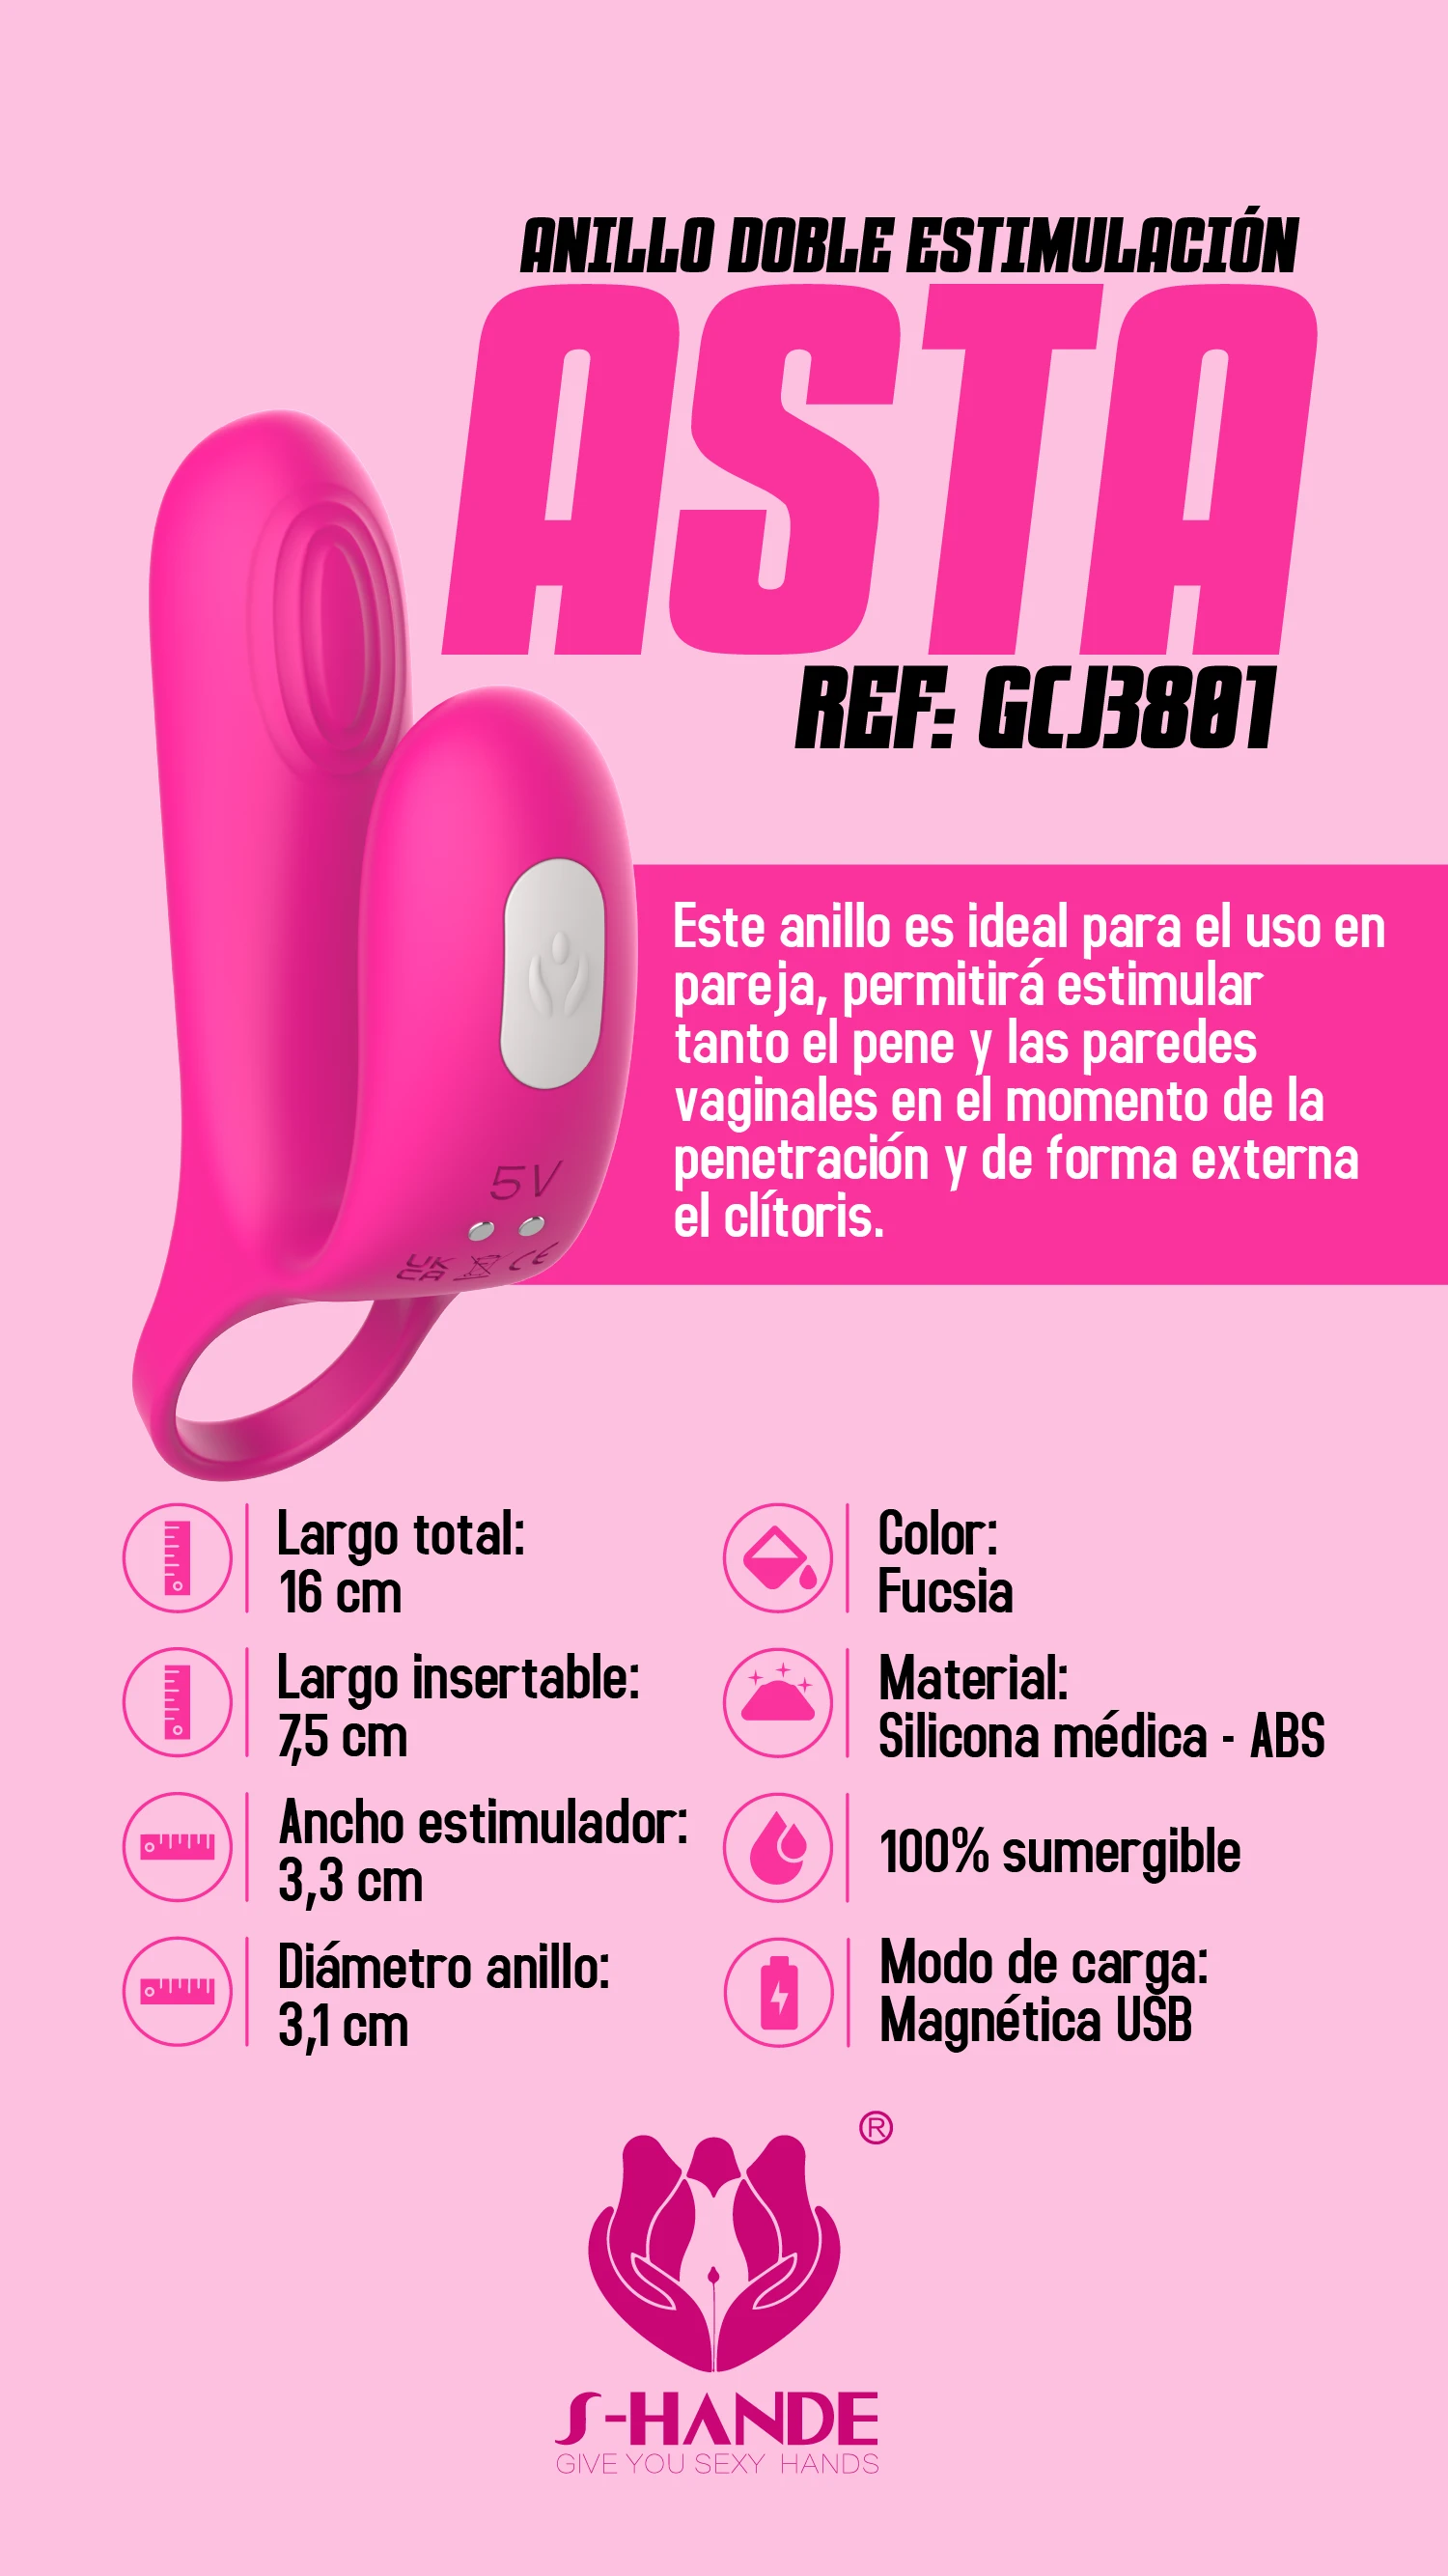 ANILLO DOBLE ESTIMULACIÓN
ASTA
REF: GCJ3801
Este anillo es ideal para el uso en
pareja, permitirá estimular
tanto el pene y las paredes
vaginales en el momento de la
penetración y de forma externa
el clítoris.
5V
UK
CA
CE
Largo total:
16 cm
Largo insertable:
7,5 cm
Ancho estimulador:
3,3 cm
Diámetro anillo:
3,1 cm
Color:
Fucsia
Material:
Silicona médica - ABS
100% sumergible
Modo de carga:
Magnética USB
®
S-HANDE
GIVE YOU SEXY HANDS